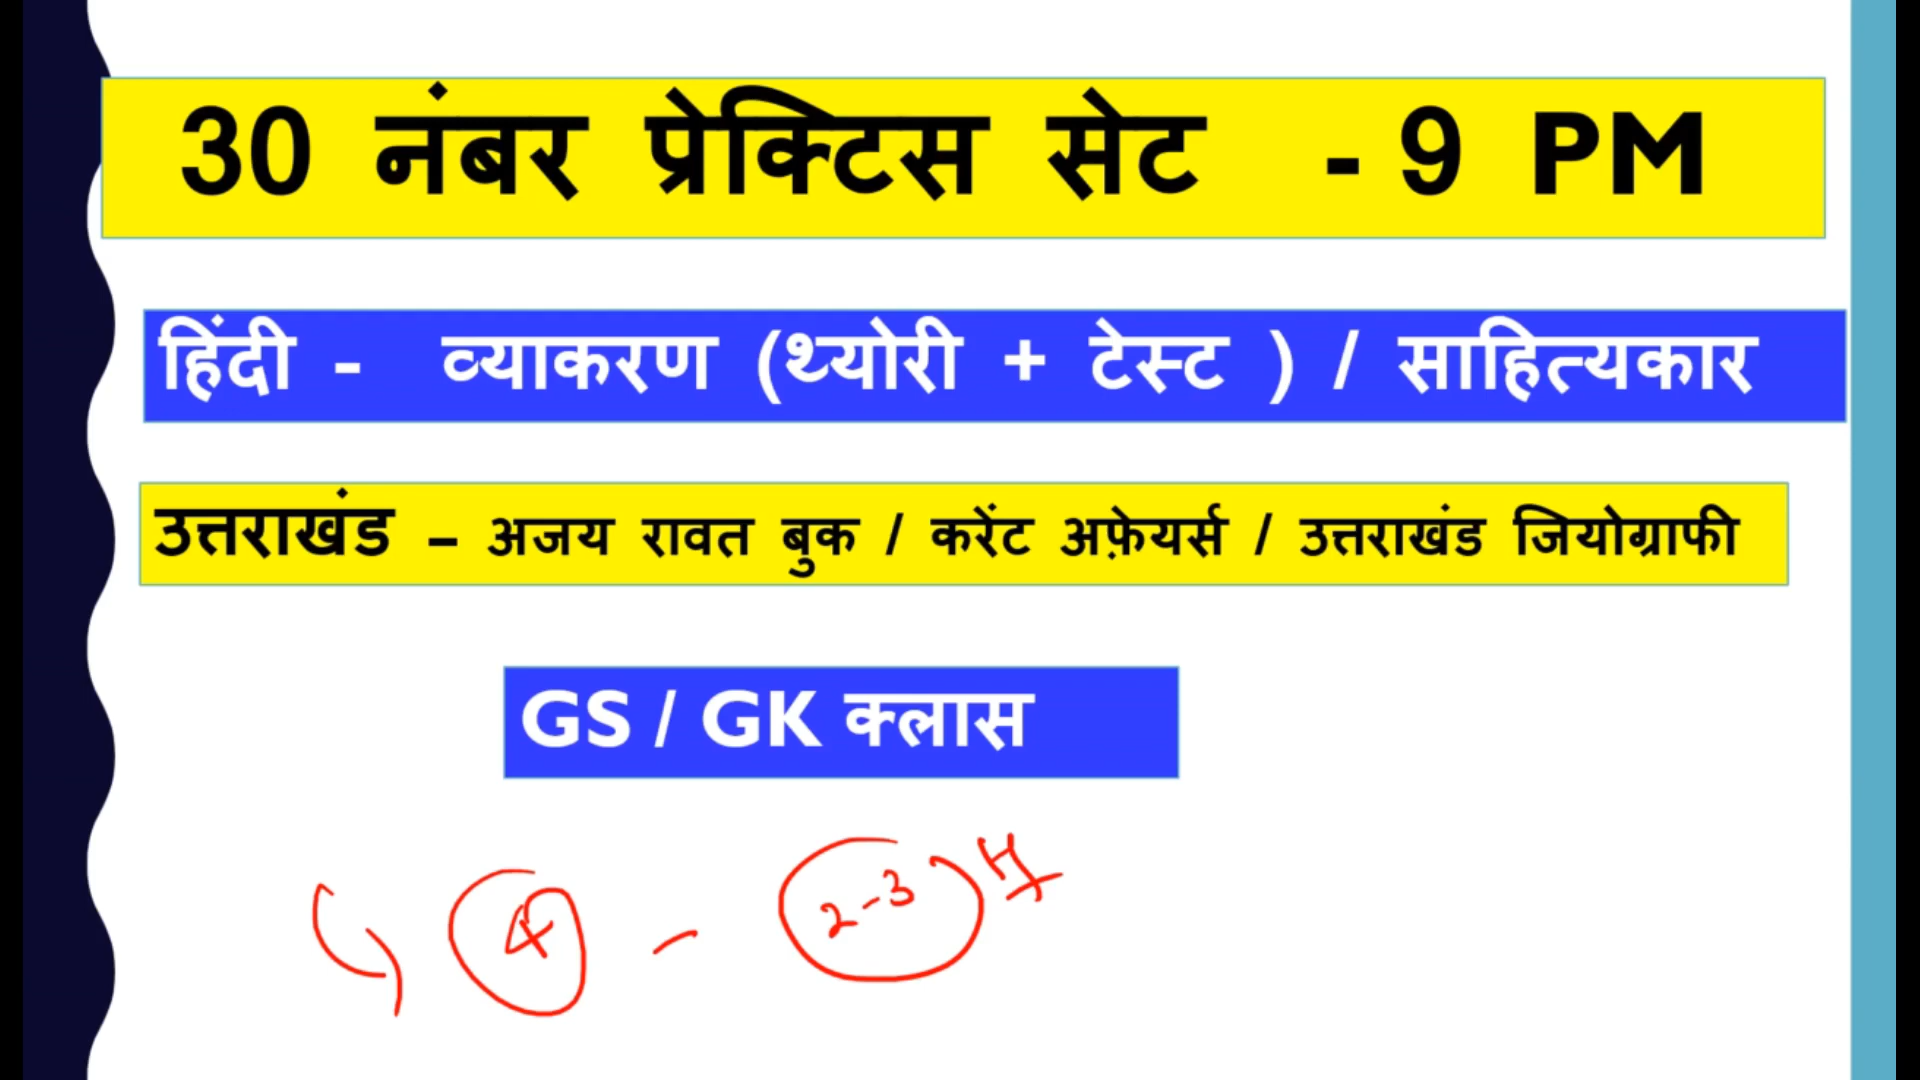 30 नंबर प्रेक्टिस सेट - 9 PM
हिंदी - व्याकरण (थ्योरी + टेस्ट ) / साहित्यकार
उत्तराखंड – अजय रावत बुक / करेंट अफ़ेयर्स / उत्तराखंड जियोग्राफी
GS / GK क्लास
4 - 2-3